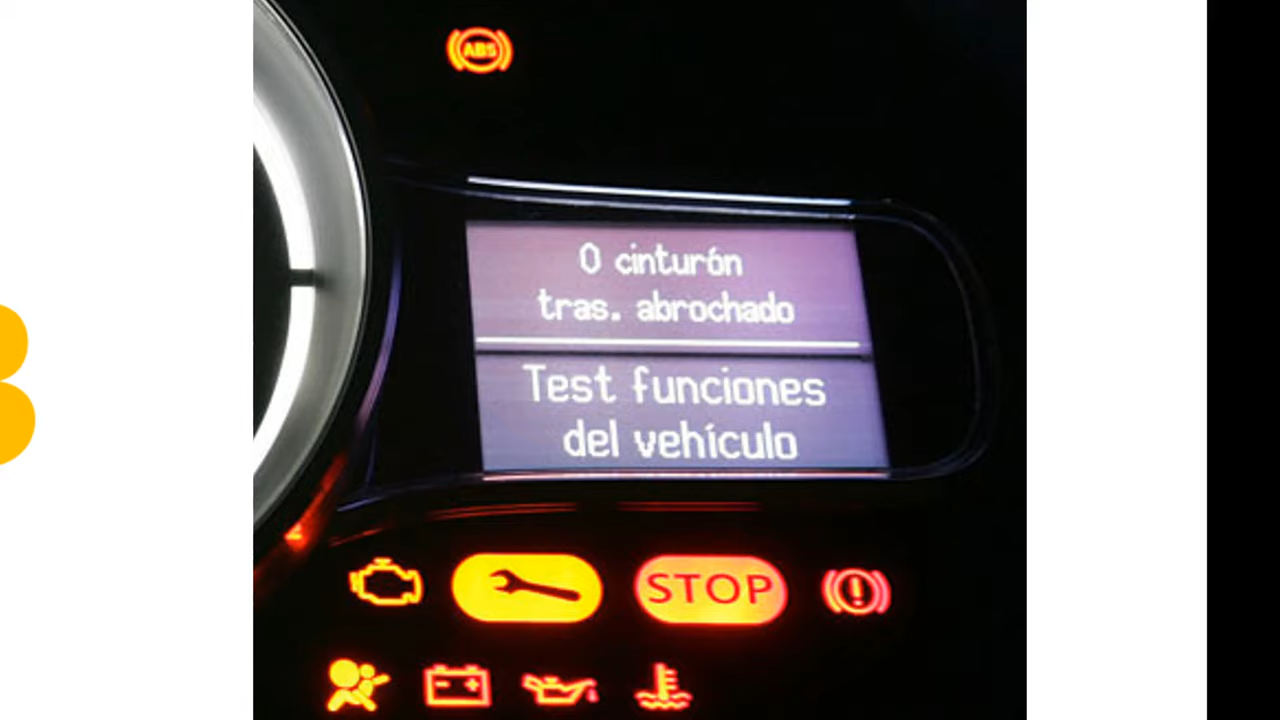 ABS
0 cinturón
tras. abrochado
Test funciones
del vehículo
STOP